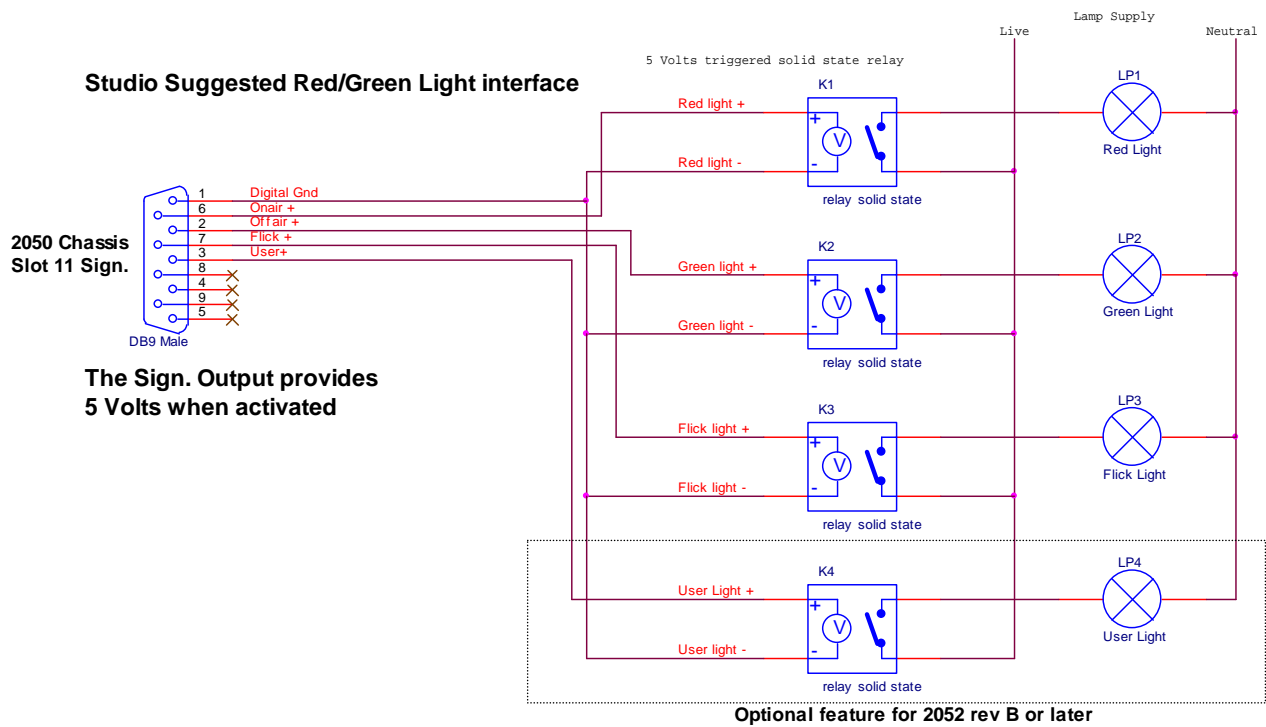 Lamp Supply
Live
Neutral
5 Volts triggered solid state relay
Studio Suggested Red/Green Light interface
K1
LP1
Red light +
+
V
Red Light
Red light -
-
relay solid state
1
Digital Gnd
6
Onair +
2
Offair +
7
Flick +
3
User+
8
4
9
5
2050 Chassis
Slot 11 Sign.
DB9 Male
K2
LP2
Green light +
+
V
Green Light
Green light -
-
relay solid state
The Sign. Output provides
5 Volts when activated
K3
LP3
Flick light +
+
V
Flick Light
Flick light -
-
relay solid state
K4
LP4
User Light +
+
V
User Light
User light -
-
relay solid state
Optional feature for 2052 rev B or later